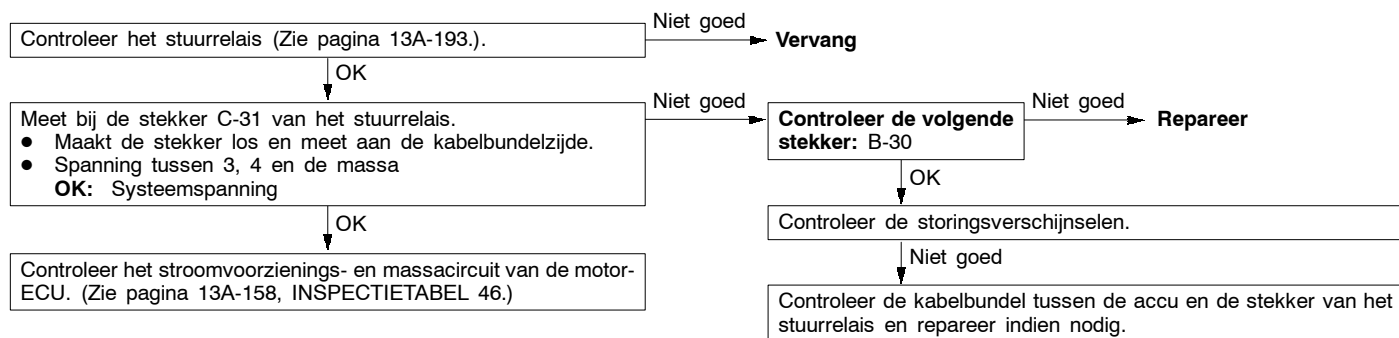 Controleer het stuurrelais (Zie pagina 13A-193.).
Niet goed
Vervang
OK
Meet bij de stekker C-31 van het stuurrelais.
● Maakt de stekker los en meet aan de kabelbundelzijde.
● Spanning tussen 3, 4 en de massa
OK: Systeemspanning
Niet goed
Controleer de volgende
stekker: B-30
Niet goed
Repareer
OK
Controleer de storingsverschijnselen.
Niet goed
Controleer de kabelbundel tussen de accu en de stekker van het
stuurrelais en repareer indien nodig.
OK
Controleer het stroomvoorzienings- en massacircuit van de motor-
ECU. (Zie pagina 13A-158, INSPECTIETABEL 46.)